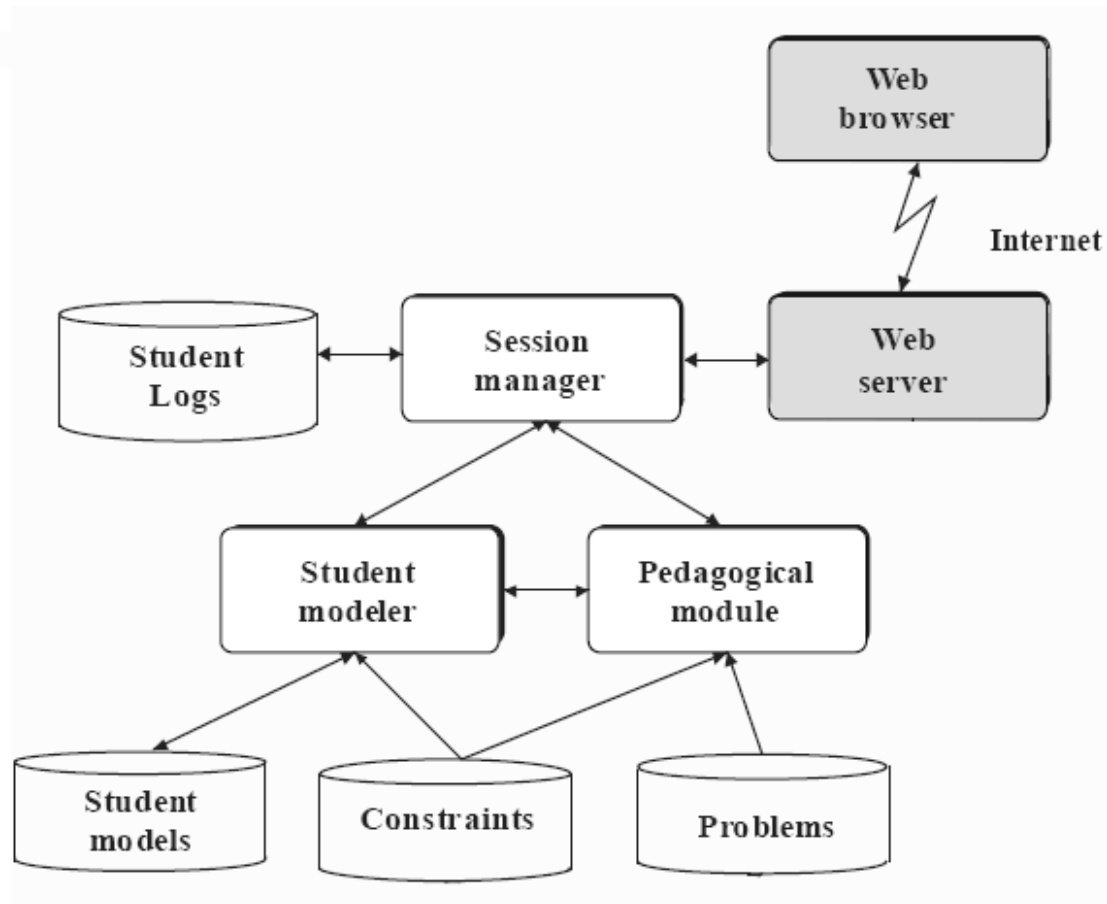 Web
browser
Internet
Student
Logs
Session
manager
Web
server
Student
modeler
Pedagogical
module
Student
models
Constraints
Problems